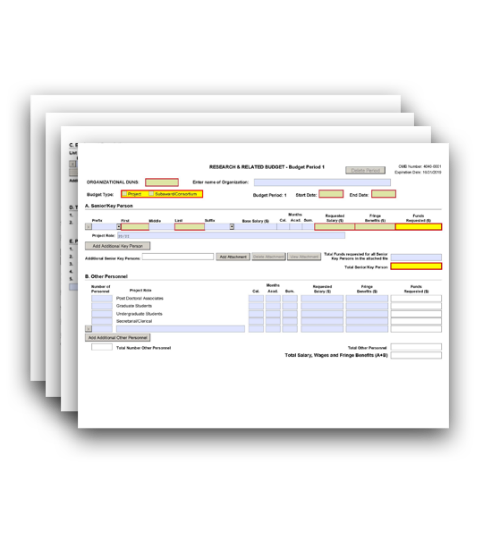 RESEARCH & RELATED BUDGET - Budget Period 1
OMB Number: 4040-0001
Delete Period
Expiration Date: 10/31/2019
ORGANIZATIONAL DUNS:
Enter name of Organization:
Budget Type:
Project
Subaward/Consortium
Budget Period: 1
Start Date:
End Date:
A. Senior/Key Person
Months
Requested
Fringe
Funds
Prefix
First
Middle
Last
Suffix
Base Salary ($)
Cal.
Acad.
Sum.
Salary ($)
Benefits ($)
Requested ($)
Project Role:
PD/PI
Add Additional Key Person
Additional Senior Key Persons:
Add Attachment
Delete Attachment
View Attachment
Total Funds requested for all Senior
Key Persons in the attached file
Total Senior/Key Person
B. Other Personnel
Number of
Months
Requested
Fringe
Funds
Personnel
Project Role
Cal.
Acad.
Sum.
Salary ($)
Benefits ($)
Requested ($)
Post Doctoral Associates
Graduate Students
Undergraduate Students
Secretarial/Clerical
Add Additional Other Personnel
Total Number Other Personnel
Total Other Personnel
Total Salary, Wages and Fringe Benefits (A+B)